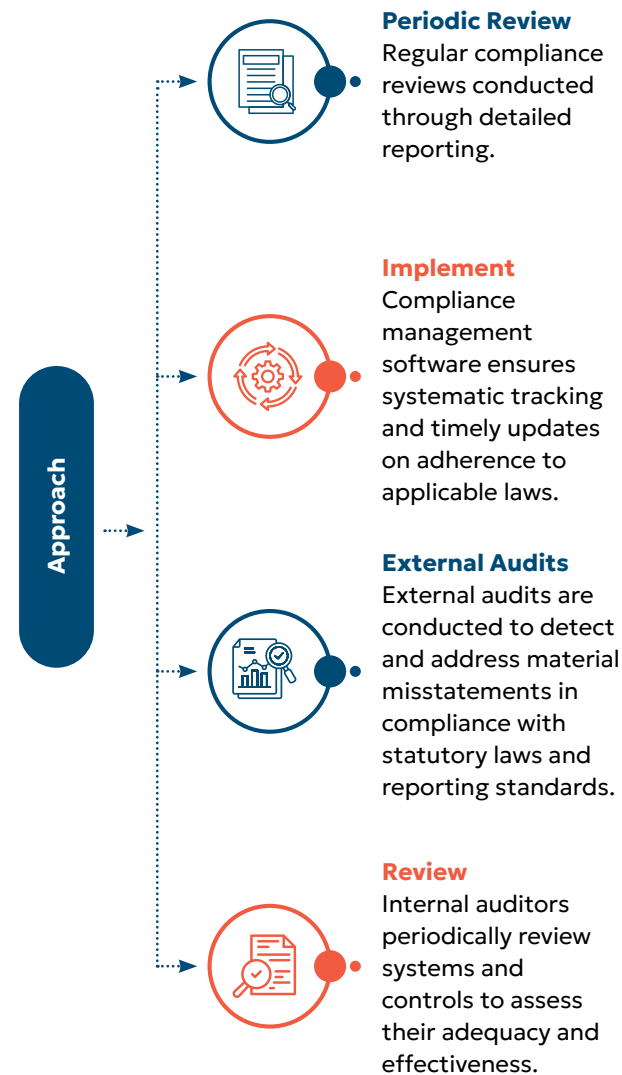 Approach
Periodic Review
Regular compliance
reviews conducted
through detailed
reporting.
Implement
Compliance
management
software ensures
systematic tracking
and timely updates
on adherence to
applicable laws.
External Audits
External audits are
conducted to detect
and address material
misstatements in
compliance with
statutory laws and
reporting standards.
Review
Internal auditors
periodically review
systems and
controls to assess
their adequacy and
effectiveness.